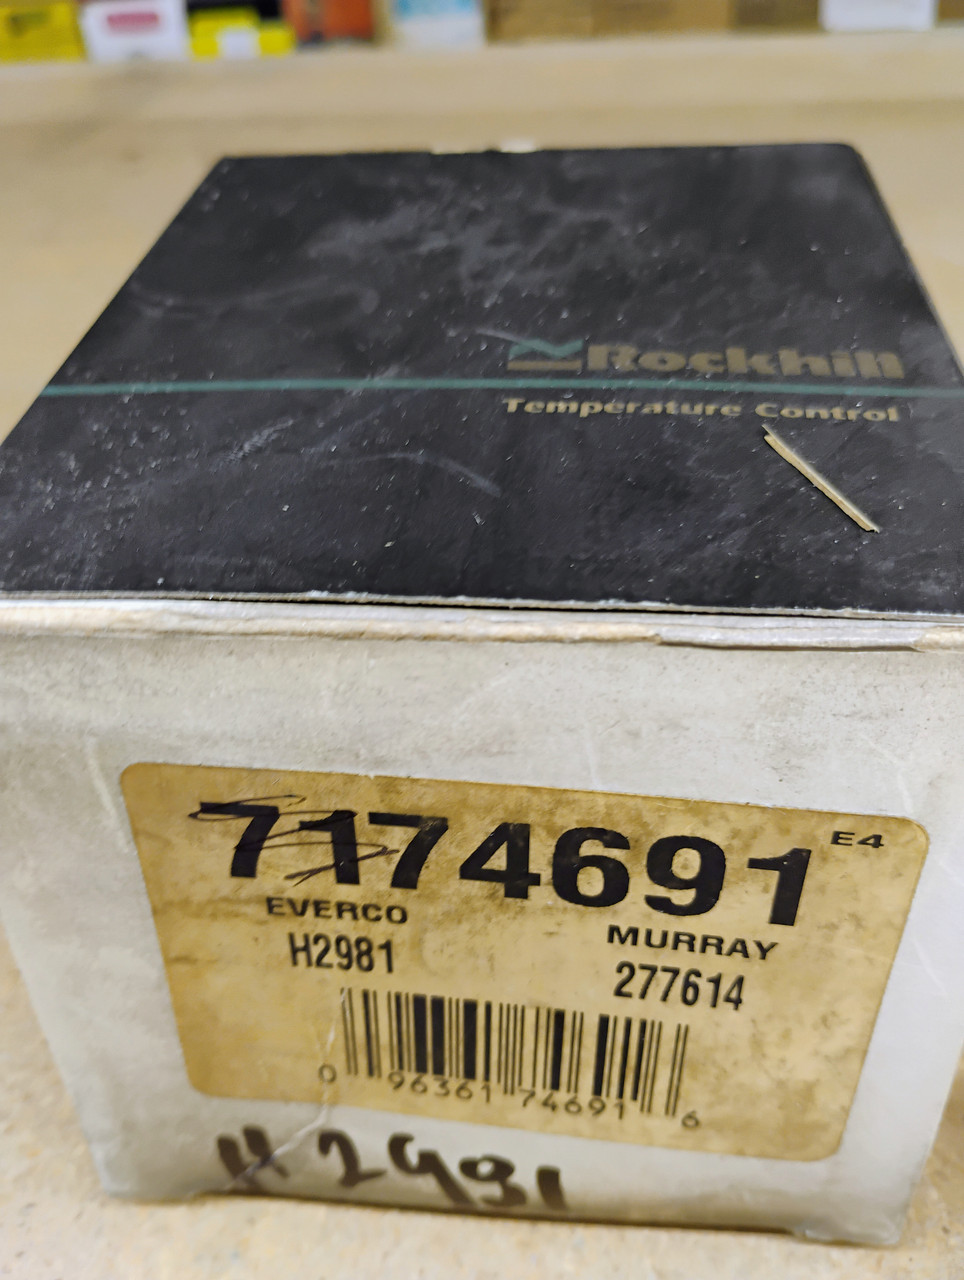 Rockhill
Temperature Control
7174691
E4
EVERCO
H2981
MURRAY
277614
0 96361 74691 6
H2981